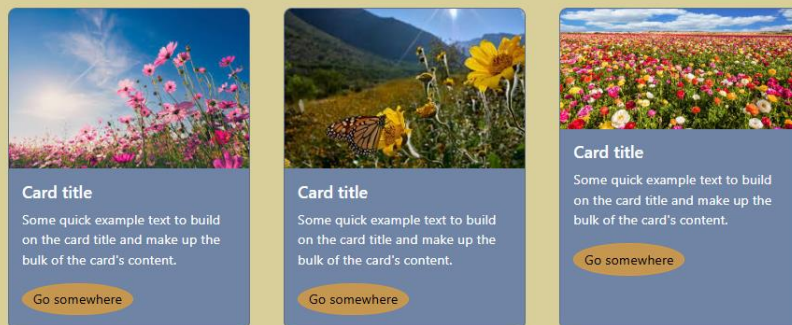 Card title
Some quick example text to build
on the card title and make up the
bulk of the card's content.
Go somewhere
Card title
Some quick example text to build
on the card title and make up the
bulk of the card's content.
Go somewhere
Card title
Some quick example text to build
on the card title and make up the
bulk of the card's content.
Go somewhere